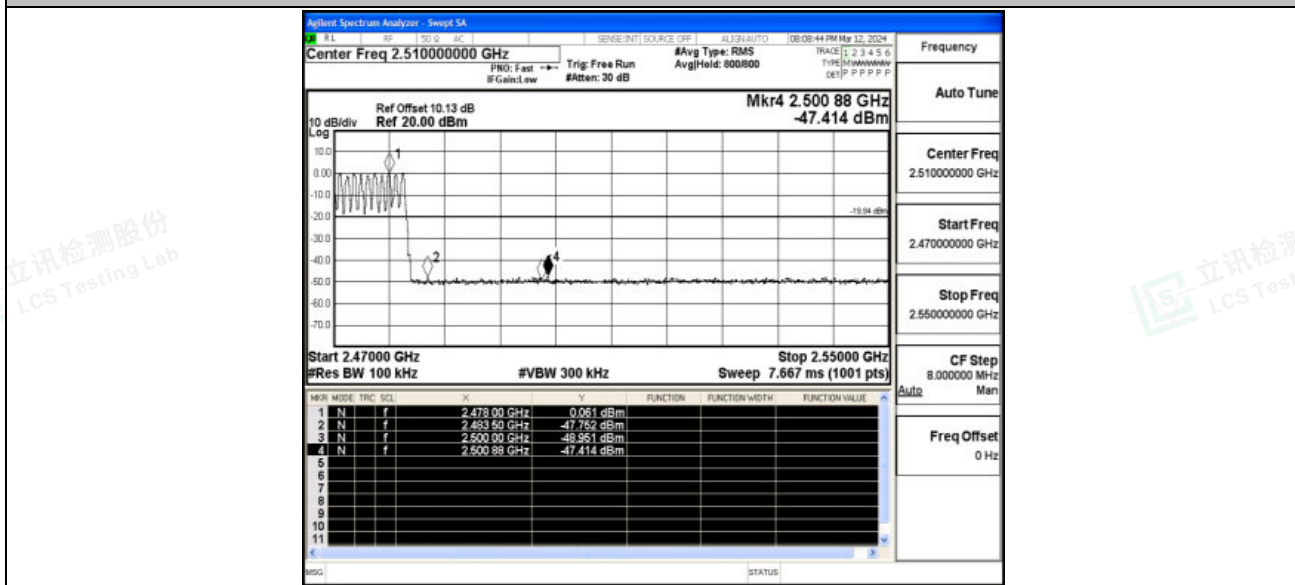 Agilent Spectrum Analyzer - Swept SA
RL RF 50 Ω AC SENSE:INT SOURCE OFF ALIGN AUTO 08:08:44 PM Mar 12, 2024
Center Freq 2.510000000 GHz
PNO: Fast
IFGain:Low
Trig: Free Run
#Atten: 30 dB
#Avg Type: RMS
Avg|Hold: 800/800
TRACE 1 2 3 4 5 6
TYPE MWWWWW
DET P P P P P P
Ref Offset 10.13 dB
10 dB/div Ref 20.00 dBm
Log
Mkr4 2.500 88 GHz
-47.414 dBm
10.0
0.00
-10.0
-20.0
-30.0
-40.0
-50.0
-60.0
-70.0
1
2
4
-19.94 dBm
Start 2.47000 GHz Stop 2.55000 GHz
#Res BW 100 kHz #VBW 300 kHz Sweep 7.667 ms (1001 pts)
MKR MODE TRC SCL X Y FUNCTION FUNCTION WIDTH FUNCTION VALUE
1 N f 2.478 00 GHz 0.061 dBm
2 N f 2.483 50 GHz -47.752 dBm
3 N f 2.500 00 GHz -48.951 dBm
4 N f 2.500 88 GHz -47.414 dBm
5
6
7
8
9
10
11
MSG STATUS
Frequency
Auto Tune
Center Freq
2.510000000 GHz
Start Freq
2.470000000 GHz
Stop Freq
2.550000000 GHz
CF Step
8.000000 MHz
Auto Man
Freq Offset
0 Hz
立讯检测股份
LCS Testing Lab
立讯检测
LCS Test